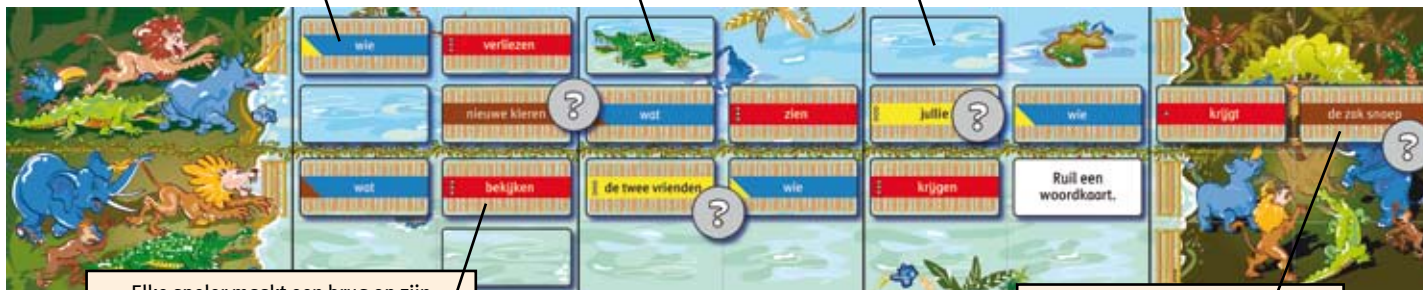 wie verliezen
nieuwe kleren ? wat zien jullie ? wie krijgt de zak snoep ?
wat bekijken de twee vrienden ? wie krijgen Ruil een
woordkaart.
Elke speler maakt een brug op zijn